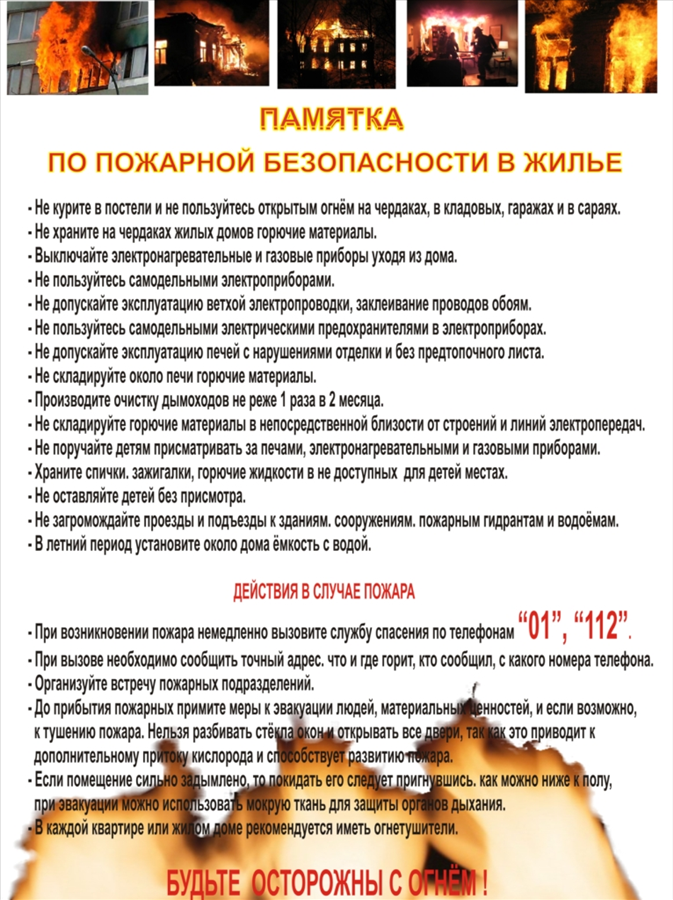 ПАМЯТКА
ПО ПОЖАРНОЙ БЕЗОПАСНОСТИ В ЖИЛЬЕ
- Не курите в постели и не пользуйтесь открытым огнём на чердаках, в кладовых, гаражах и в сараях.
- Не храните на чердаках жилых домов горючие материалы.
- Выключайте электронагревательные и газовые приборы уходя из дома.
- Не пользуйтесь самодельными электроприборами.
- Не допускайте эксплуатацию ветхой электропроводки, заклеивание проводов обоям.
- Не пользуйтесь самодельными электрическими предохранителями в электроприборах.
- Не допускайте эксплуатацию печей с нарушениями отделки и без предтопочного листа.
- Не складируйте около печи горючие материалы.
- Производите очистку дымоходов не реже 1 раза в 2 месяца.
- Не складируйте горючие материалы в непосредственной близости от строений и линий электропередач.
- Не поручайте детям присматривать за печами, электронагревательными и газовыми приборами.
- Храните спички. зажигалки, горючие жидкости в не доступных для детей местах.
- Не оставляйте детей без присмотра.
- Не загромождайте проезды и подъезды к зданиям. сооружениям. пожарным гидрантам и водоёмам.
- В летний период установите около дома ёмкость с водой.
ДЕЙСТВИЯ В СЛУЧАЕ ПОЖАРА
- При возникновении пожара немедленно вызовите службу спасения по телефонам “01”, “112”.
- При вызове необходимо сообщить точный адрес. что и где горит, кто сообщил, с какого номера телефона.
- Организуйте встречу пожарных подразделений.
- До прибытия пожарных примите меры к эвакуации людей, материальных ценностей, и если возможно,
к тушению пожара. Нельзя разбивать стёкла окон и открывать все двери, так как это приводит к
дополнительному притоку кислорода и способствует развитию пожара.
- Если помещение сильно задымлено, то покидать его следует пригнувшись. как можно ниже к полу,
при эвакуации можно использовать мокрую ткань для защиты органов дыхания.
- В каждой квартире или жилом доме рекомендуется иметь огнетушители.
БУДЬТЕ ОСТОРОЖНЫ С ОГНЁМ !